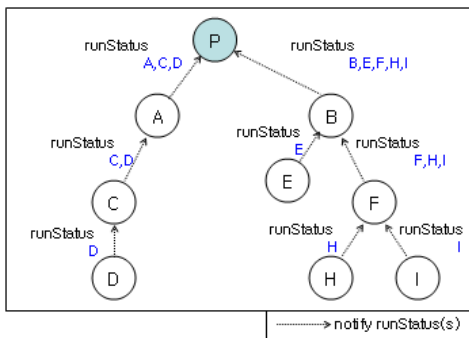 runStatus
A,C,D
P
runStatus
B,E,F,H,I
A
B
runStatus
C,D
runStatus
E
runStatus
F,H,I
E
C
F
runStatus
D
runStatus
H
runStatus
I
D
H
I
notify runStatus(s)